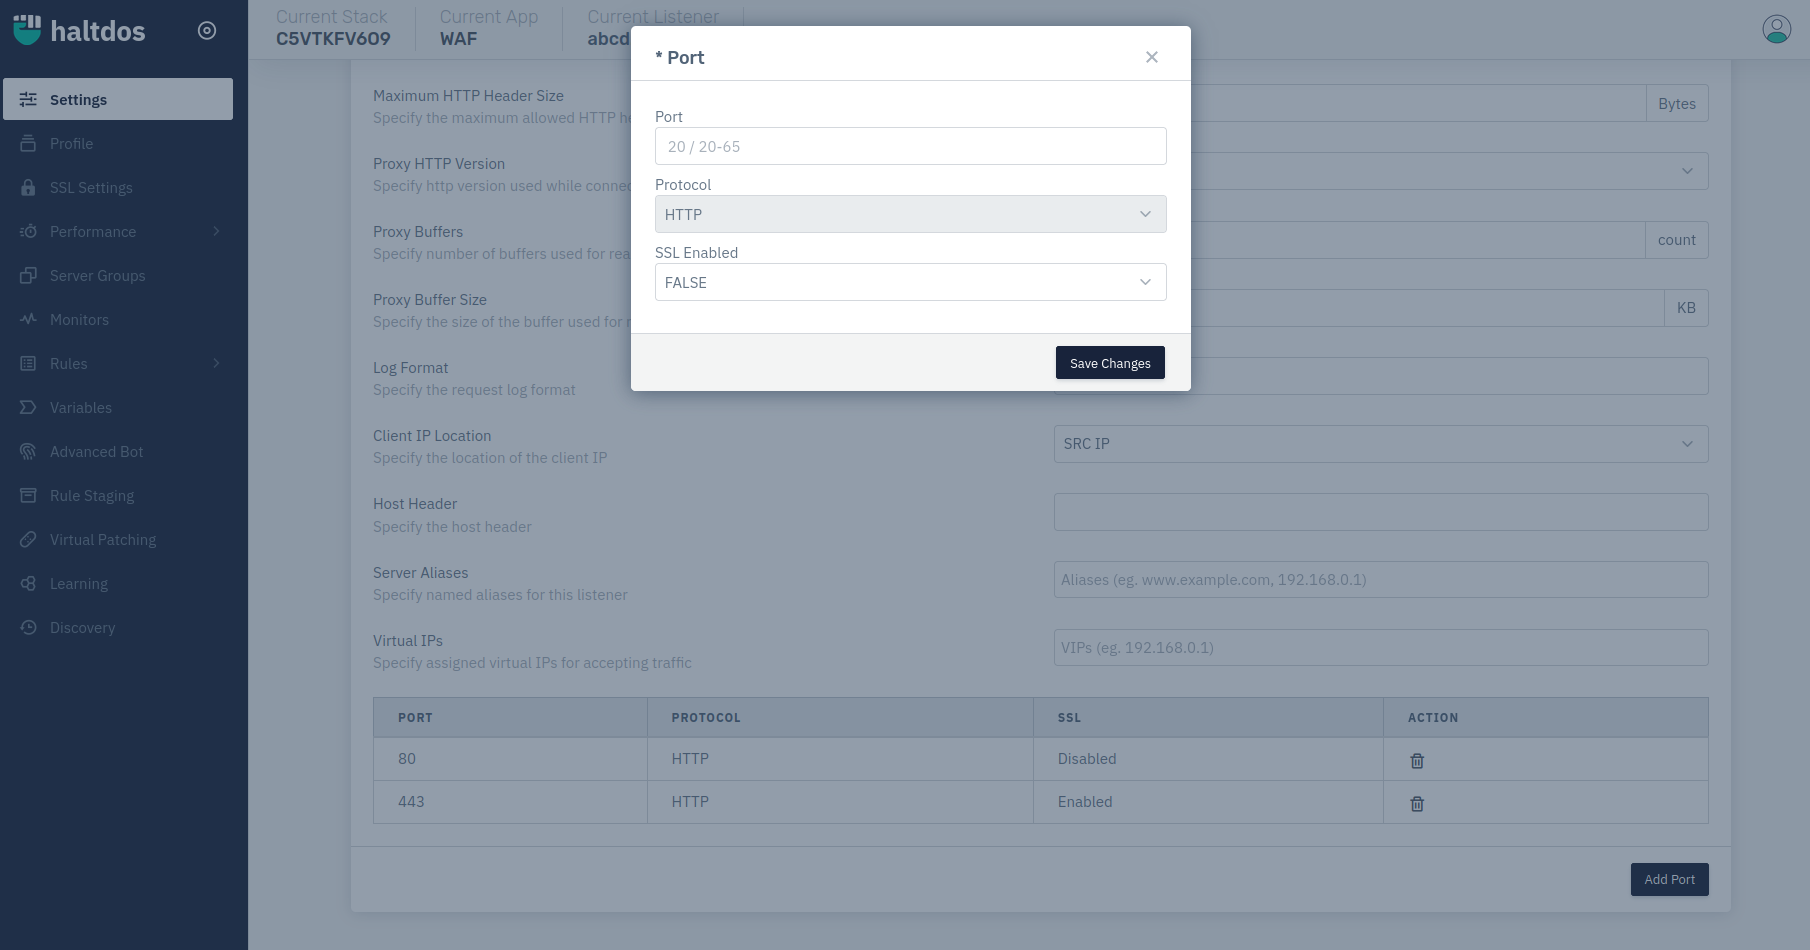 haltdos
Settings
Profile
SSL Settings
Performance
Server Groups
Monitors
Rules
Variables
Advanced Bot
Rule Staging
Virtual Patching
Learning
Discovery
Current Stack
C5VTKFV6O9
Current App
WAF
Current Listener
abcd
* Port
Port
20 / 20-65
Protocol
HTTP
SSL Enabled
FALSE
Save Changes
Maximum HTTP Header Size
Specify the maximum allowed HTTP
Bytes
Proxy HTTP Version
Specify http version used while
Proxy Buffers
Specify number of buffers used for
count
Proxy Buffer Size
Specify the size of the buffer used for
KB
Log Format
Specify the request log format
Client IP Location
Specify the location of the client IP
SRC IP
Host Header
Specify the host header
Server Aliases
Specify named aliases for this listener
Aliases (eg. www.example.com, 192.168.0.1)
Virtual IPs
Specify assigned virtual IPs for accepting traffic
VIPs (eg. 192.168.0.1)
PORT PROTOCOL SSL ACTION
80 HTTP Disabled
443 HTTP Enabled
Add Port